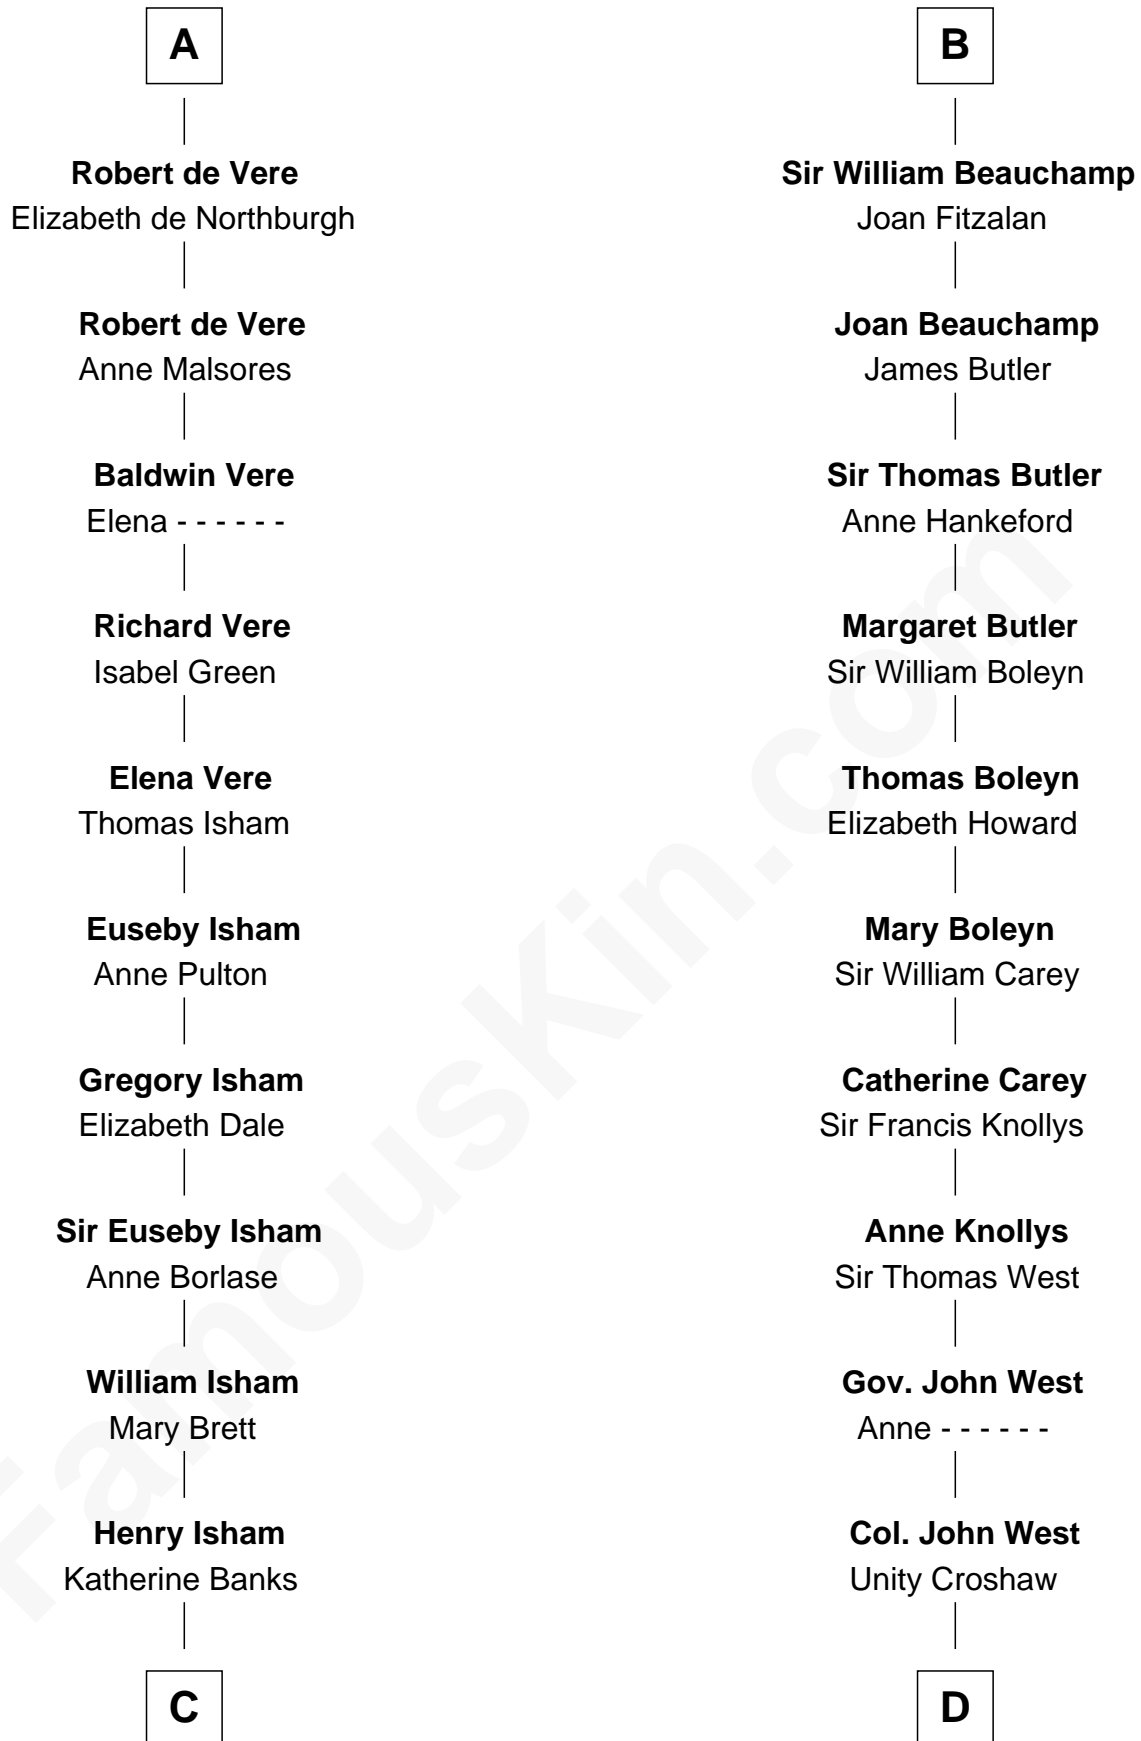 A
Robert de Vere
Elizabeth de Northburgh
Robert de Vere
Anne Malsores
Baldwin Vere
Elena - - - - - -
Richard Vere
Isabel Green
Elena Vere
Thomas Isham
Euseby Isham
Anne Pulton
Gregory Isham
Elizabeth Dale
Sir Euseby Isham
Anne Borlase
William Isham
Mary Brett
Henry Isham
Katherine Banks
C
B
Sir William Beauchamp
Joan Fitzalan
Joan Beauchamp
James Butler
Sir Thomas Butler
Anne Hankeford
Margaret Butler
Sir William Boleyn
Thomas Boleyn
Elizabeth Howard
Mary Boleyn
Sir William Carey
Catherine Carey
Sir Francis Knollys
Anne Knollys
Sir Thomas West
Gov. John West
Anne - - - - - -
Col. John West
Unity Croshaw
D
FamousKin.com